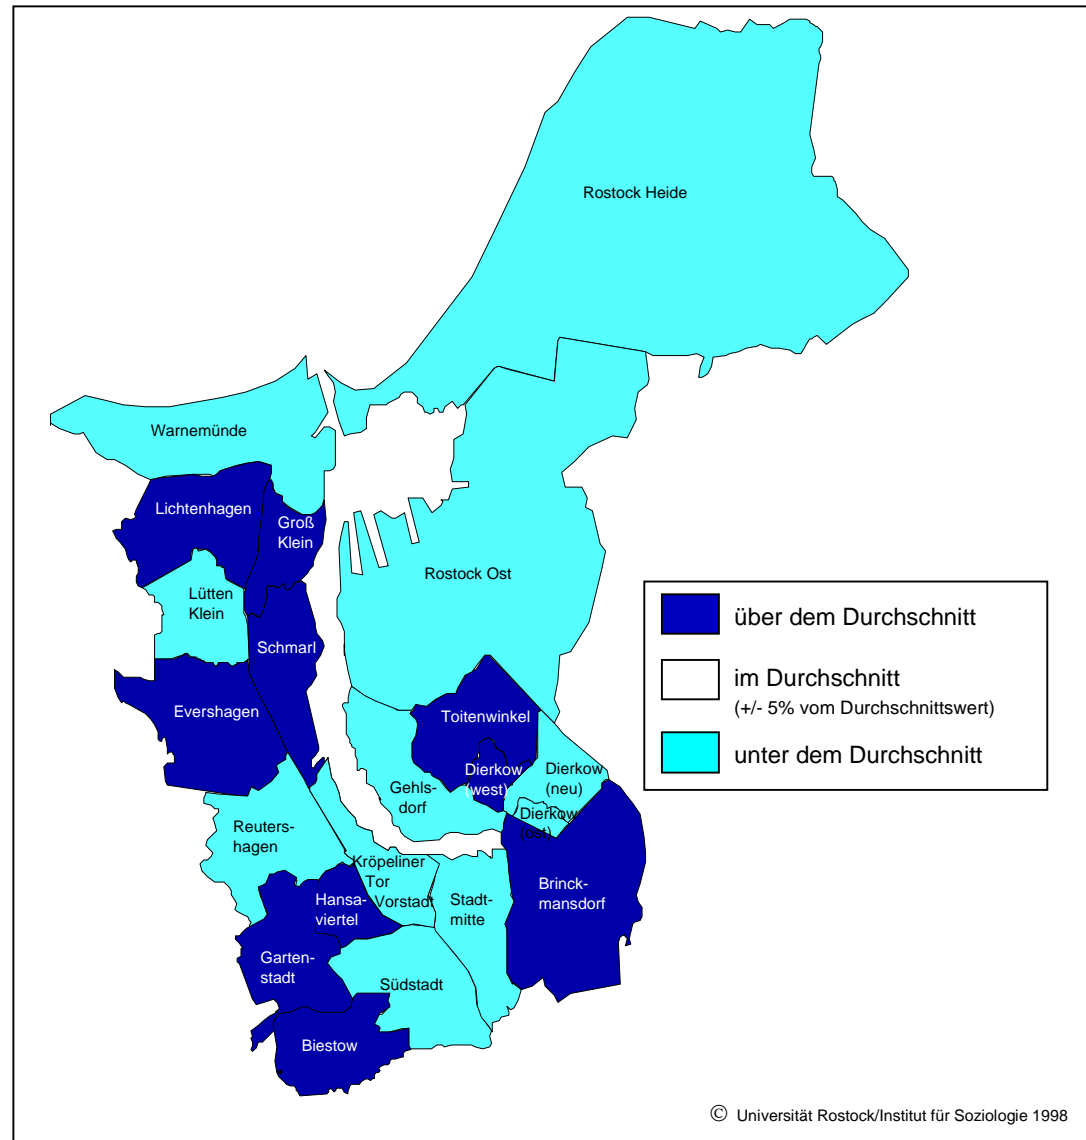 Rostock Heide
Warnemünde
Lichtenhagen
Groß
Klein
Rostock Ost
Lütten
Klein
Schmarl
über dem Durchschnitt
im Durchschnitt
(+/- 5% vom Durchschnittswert)
unter dem Durchschnitt
Evershagen
Toitenwinkel
Dierkow
(west)
Dierkow
(neu)
Gehls-
dorf
Dierkow
(ost)
Reuters-
hagen
Kröpeliner
Tor
Vorstadt
Hansa-
viertel
Stadt-
mitte
Brinck-
mansdorf
Garten-
stadt
Südstadt
Biestow
© Universität Rostock/Institut für Soziologie 1998